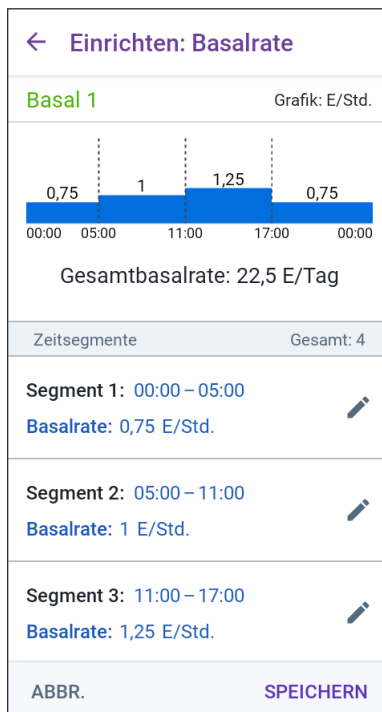 Einrichten: Basalrate
Basal 1 Grafik: E/Std.
0,75 1 1,25 0,75
00:00 05:00 11:00 17:00 00:00
Gesamtbasalrate: 22,5 E/Tag
Zeitsegmente Gesamt: 4
Segment 1: 00:00 – 05:00
Basalrate: 0,75 E/Std.
Segment 2: 05:00 – 11:00
Basalrate: 1 E/Std.
Segment 3: 11:00 – 17:00
Basalrate: 1,25 E/Std.
ABBR. SPEICHERN